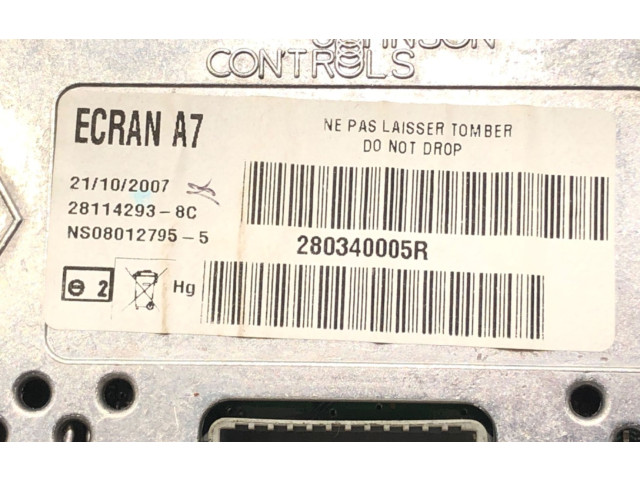 JOHNSON
CONTROLS
ECRAN A7
NE PAS LAISSER TOMBER
DO NOT DROP
21/10/2007
28114293-8C
NS08012795-5
280340005R
2
Hg